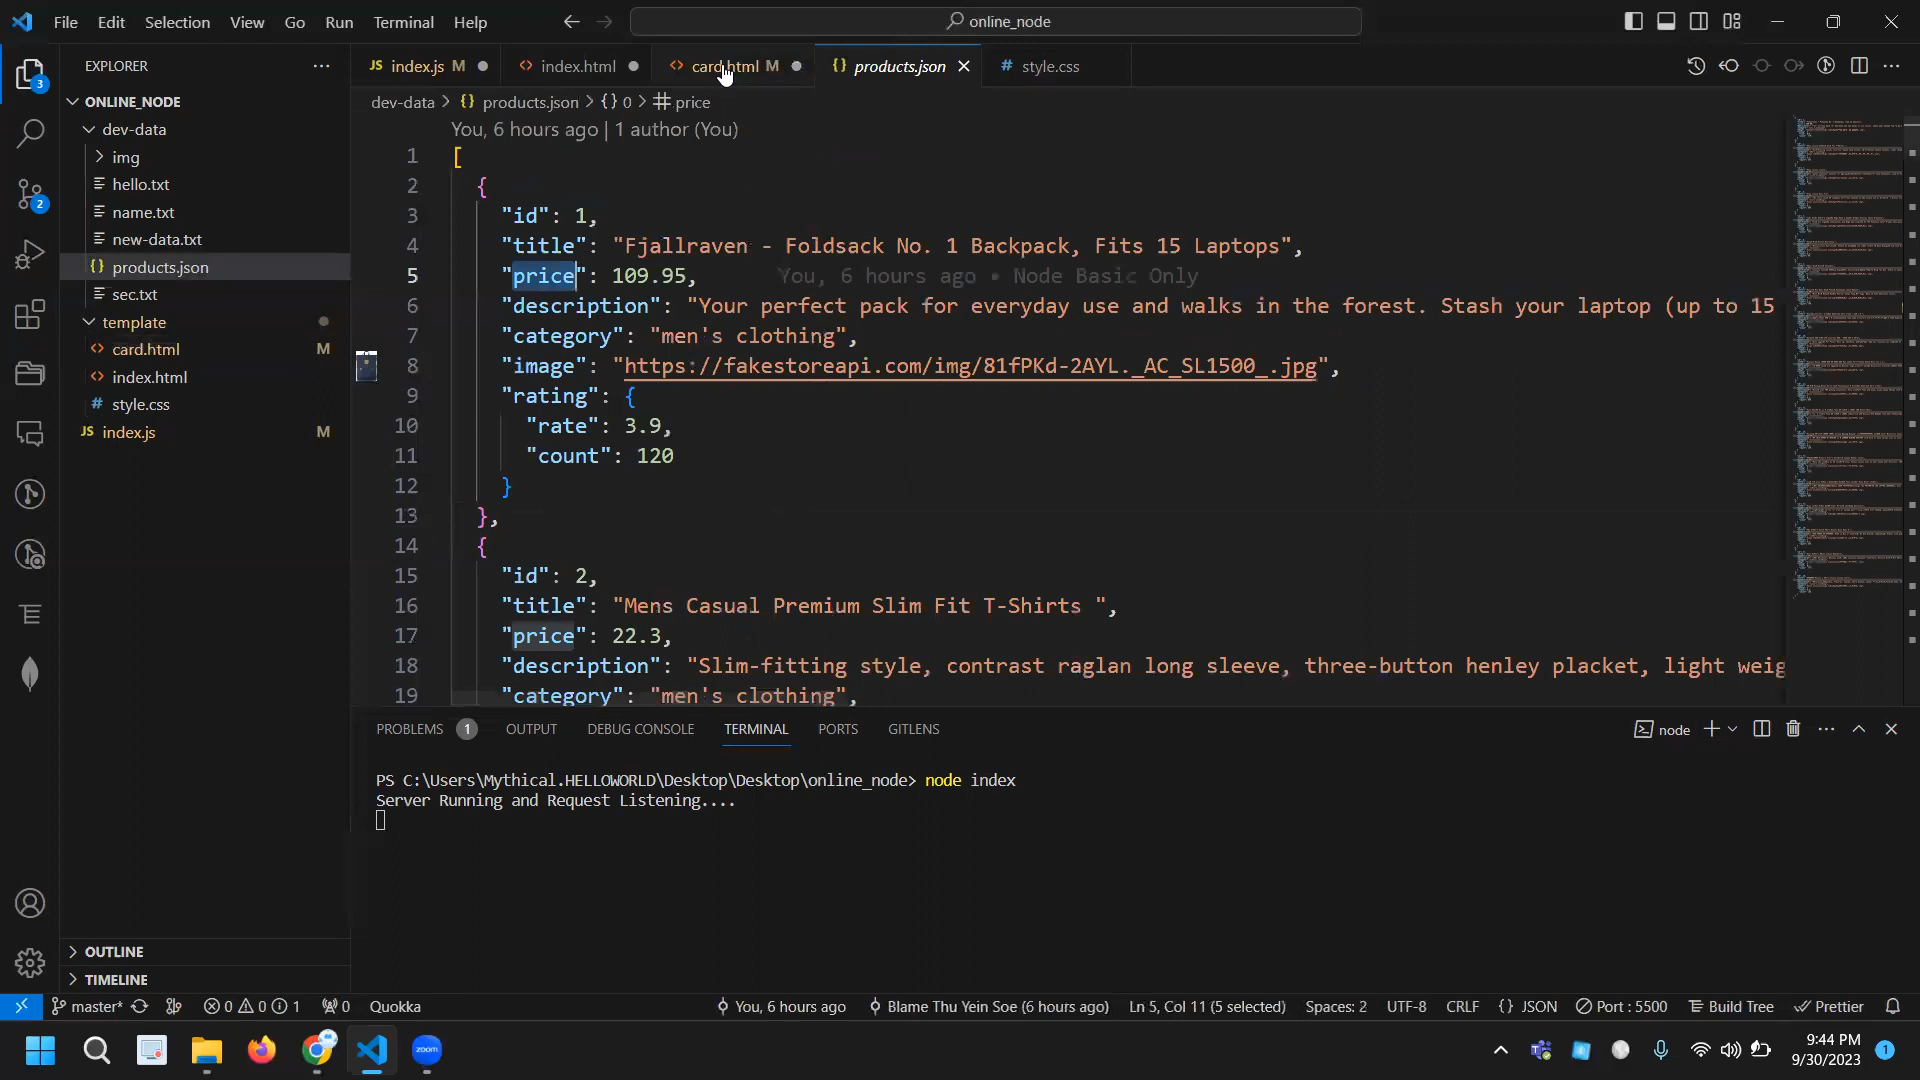 File Edit Selection View Go Run Terminal Help
online_node
EXPLORER
3
ONLINE_NODE
dev-data
img
hello.txt
name.txt
2
new-data.txt
{} products.json
sec.txt
template
<> card.html M
<> index.html
# style.css
JS index.js M
OUTLINE
TIMELINE
JS index.js M
<> index.html
<> card.html M
{} products.json
# style.css
dev-data > {} products.json > {} 0 > # price
You, 6 hours ago | 1 author (You)
1 [
2 {
3 "id": 1,
4 "title": "Fjallraven - Foldsack No. 1 Backpack, Fits 15 Laptops",
5 "price": 109.95, You, 6 hours ago • Node Basic Only
6 "description": "Your perfect pack for everyday use and walks in the forest. Stash your laptop (up to 15
7 "category": "men's clothing",
8 "image": "https://fakestoreapi.com/img/81fPKd-2AYL._AC_SL1500_.jpg",
9 "rating": {
10 "rate": 3.9,
11 "count": 120
12 }
13 },
14 {
15 "id": 2,
16 "title": "Mens Casual Premium Slim Fit T-Shirts ",
17 "price": 22.3,
18 "description": "Slim-fitting style, contrast raglan long sleeve, three-button henley placket, light weig
19 "category": "men's clothing",
PROBLEMS 1 OUTPUT DEBUG CONSOLE TERMINAL PORTS GITLENS
node
PS C:\Users\Mythical.HELLOWORLD\Desktop\Desktop\online_node> node index
Server Running and Request Listening....
master* 0 0 1 0 Quokka You, 6 hours ago Blame Thu Yein Soe (6 hours ago) Ln 5, Col 11 (5 selected) Spaces: 2 UTF-8 CRLF {} JSON Port : 5500 Build Tree Prettier
zoom
9:44 PM
9/30/2023
1